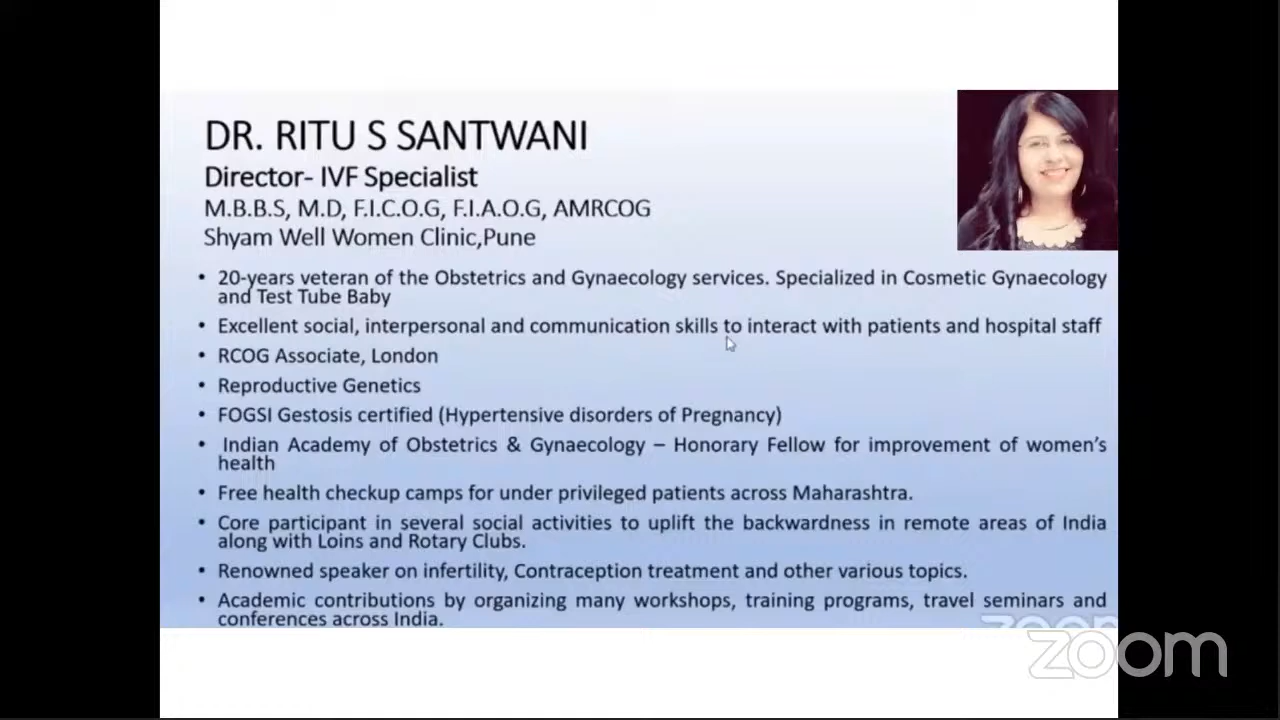 DR. RITU S SANTWANI
Director- IVF Specialist
M.B.B.S, M.D, F.I.C.O.G, F.I.A.O.G, AMRCOG
Shyam Well Women Clinic,Pune
• 20-years veteran of the Obstetrics and Gynaecology services. Specialized in Cosmetic Gynaecology
and Test Tube Baby
• Excellent social, interpersonal and communication skills to interact with patients and hospital staff
• RCOG Associate, London
• Reproductive Genetics
• FOGSI Gestosis certified (Hypertensive disorders of Pregnancy)
• Indian Academy of Obstetrics & Gynaecology – Honorary Fellow for improvement of women's
health
• Free health checkup camps for under privileged patients across Maharashtra.
• Core participant in several social activities to uplift the backwardness in remote areas of India
along with Loins and Rotary Clubs.
• Renowned speaker on infertility, Contraception treatment and other various topics.
• Academic contributions by organizing many workshops, training programs, travel seminars and
conferences across India.
zoom
zoom